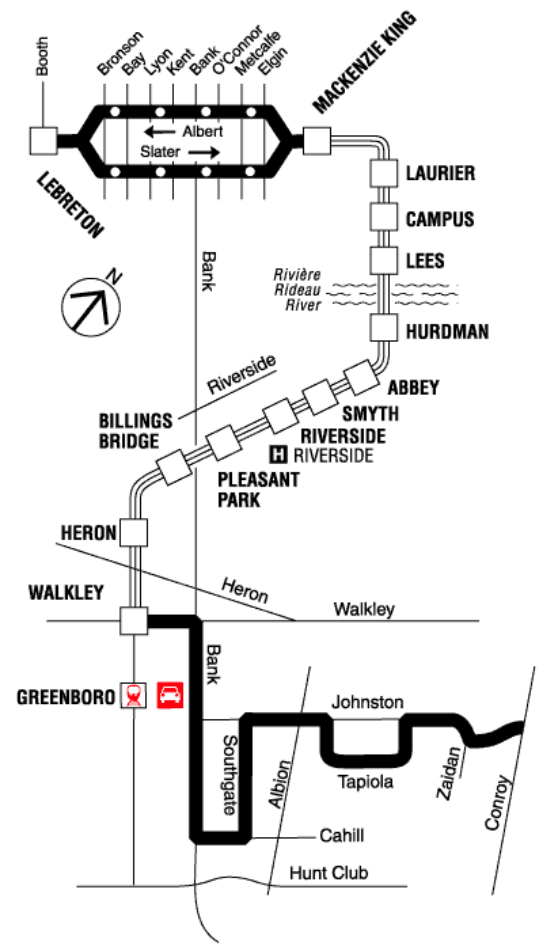 Booth
Bronson
Bay
Lyon
Kent
Bank
O'Connor
Metcalfe
Elgin
MACKENZIE KING
Albert
Slater
LEBRETON
LAURIER
CAMPUS
LEES
Bank
N
Rivière
Rideau
River
HURDMAN
Riverside
ABBEY
SMYTH
BILLINGS
BRIDGE
RIVERSIDE
H RIVERSIDE
PLEASANT
PARK
HERON
Heron
WALKLEY
Walkley
Bank
GREENBORO
Johnston
Southgate
Albion
Tapiola
Zaidan
Conroy
Cahill
Hunt Club